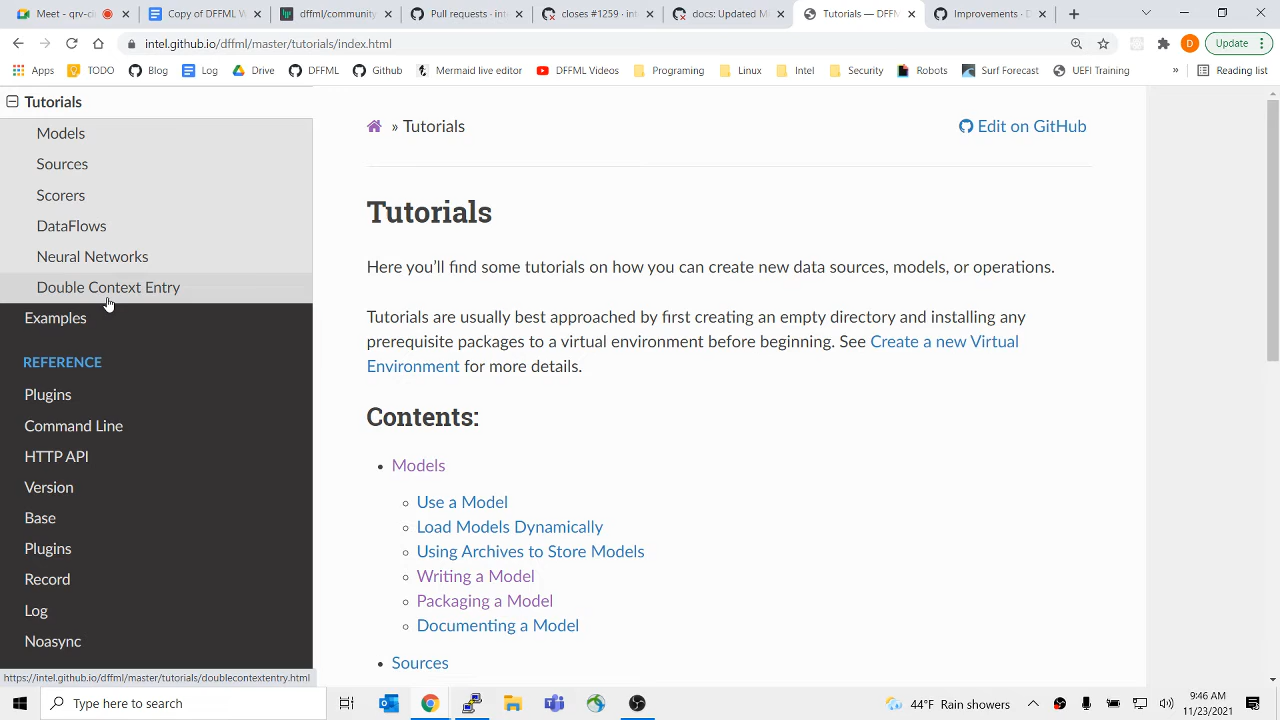 Meet - qrv-ci
Copy of DFFML W
dffml/community
Pull requests · int
closes #1259 · int
docs: Updated M
Tutorials — DFF
Improvements · D
intel.github.io/dffml/master/tutorials/index.html
D
Update
Apps
TODO
Blog
Log
Drive
DFFML
Github
Mermaid live editor
DFFML Videos
Programing
Linux
Intel
Security
Robots
Surf Forecast
UEFI Training
»
Reading list
Tutorials
Models
Sources
Scorers
DataFlows
Neural Networks
Double Context Entry
Examples
REFERENCE
Plugins
Command Line
HTTP API
Version
Base
Plugins
Record
Log
Noasync
https://intel.github.io/dffml/master/tutorials/doublecontextentry.html
» Tutorials
Edit on GitHub
Tutorials
Here you'll find some tutorials on how you can create new data sources, models, or operations.
Tutorials are usually best approached by first creating an empty directory and installing any
prerequisite packages to a virtual environment before beginning. See Create a new Virtual
Environment for more details.
Contents:
• Models
Use a Model
Load Models Dynamically
Using Archives to Store Models
Writing a Model
Packaging a Model
Documenting a Model
• Sources
Type here to search
44°F Rain showers
9:46 AM
11/23/2021